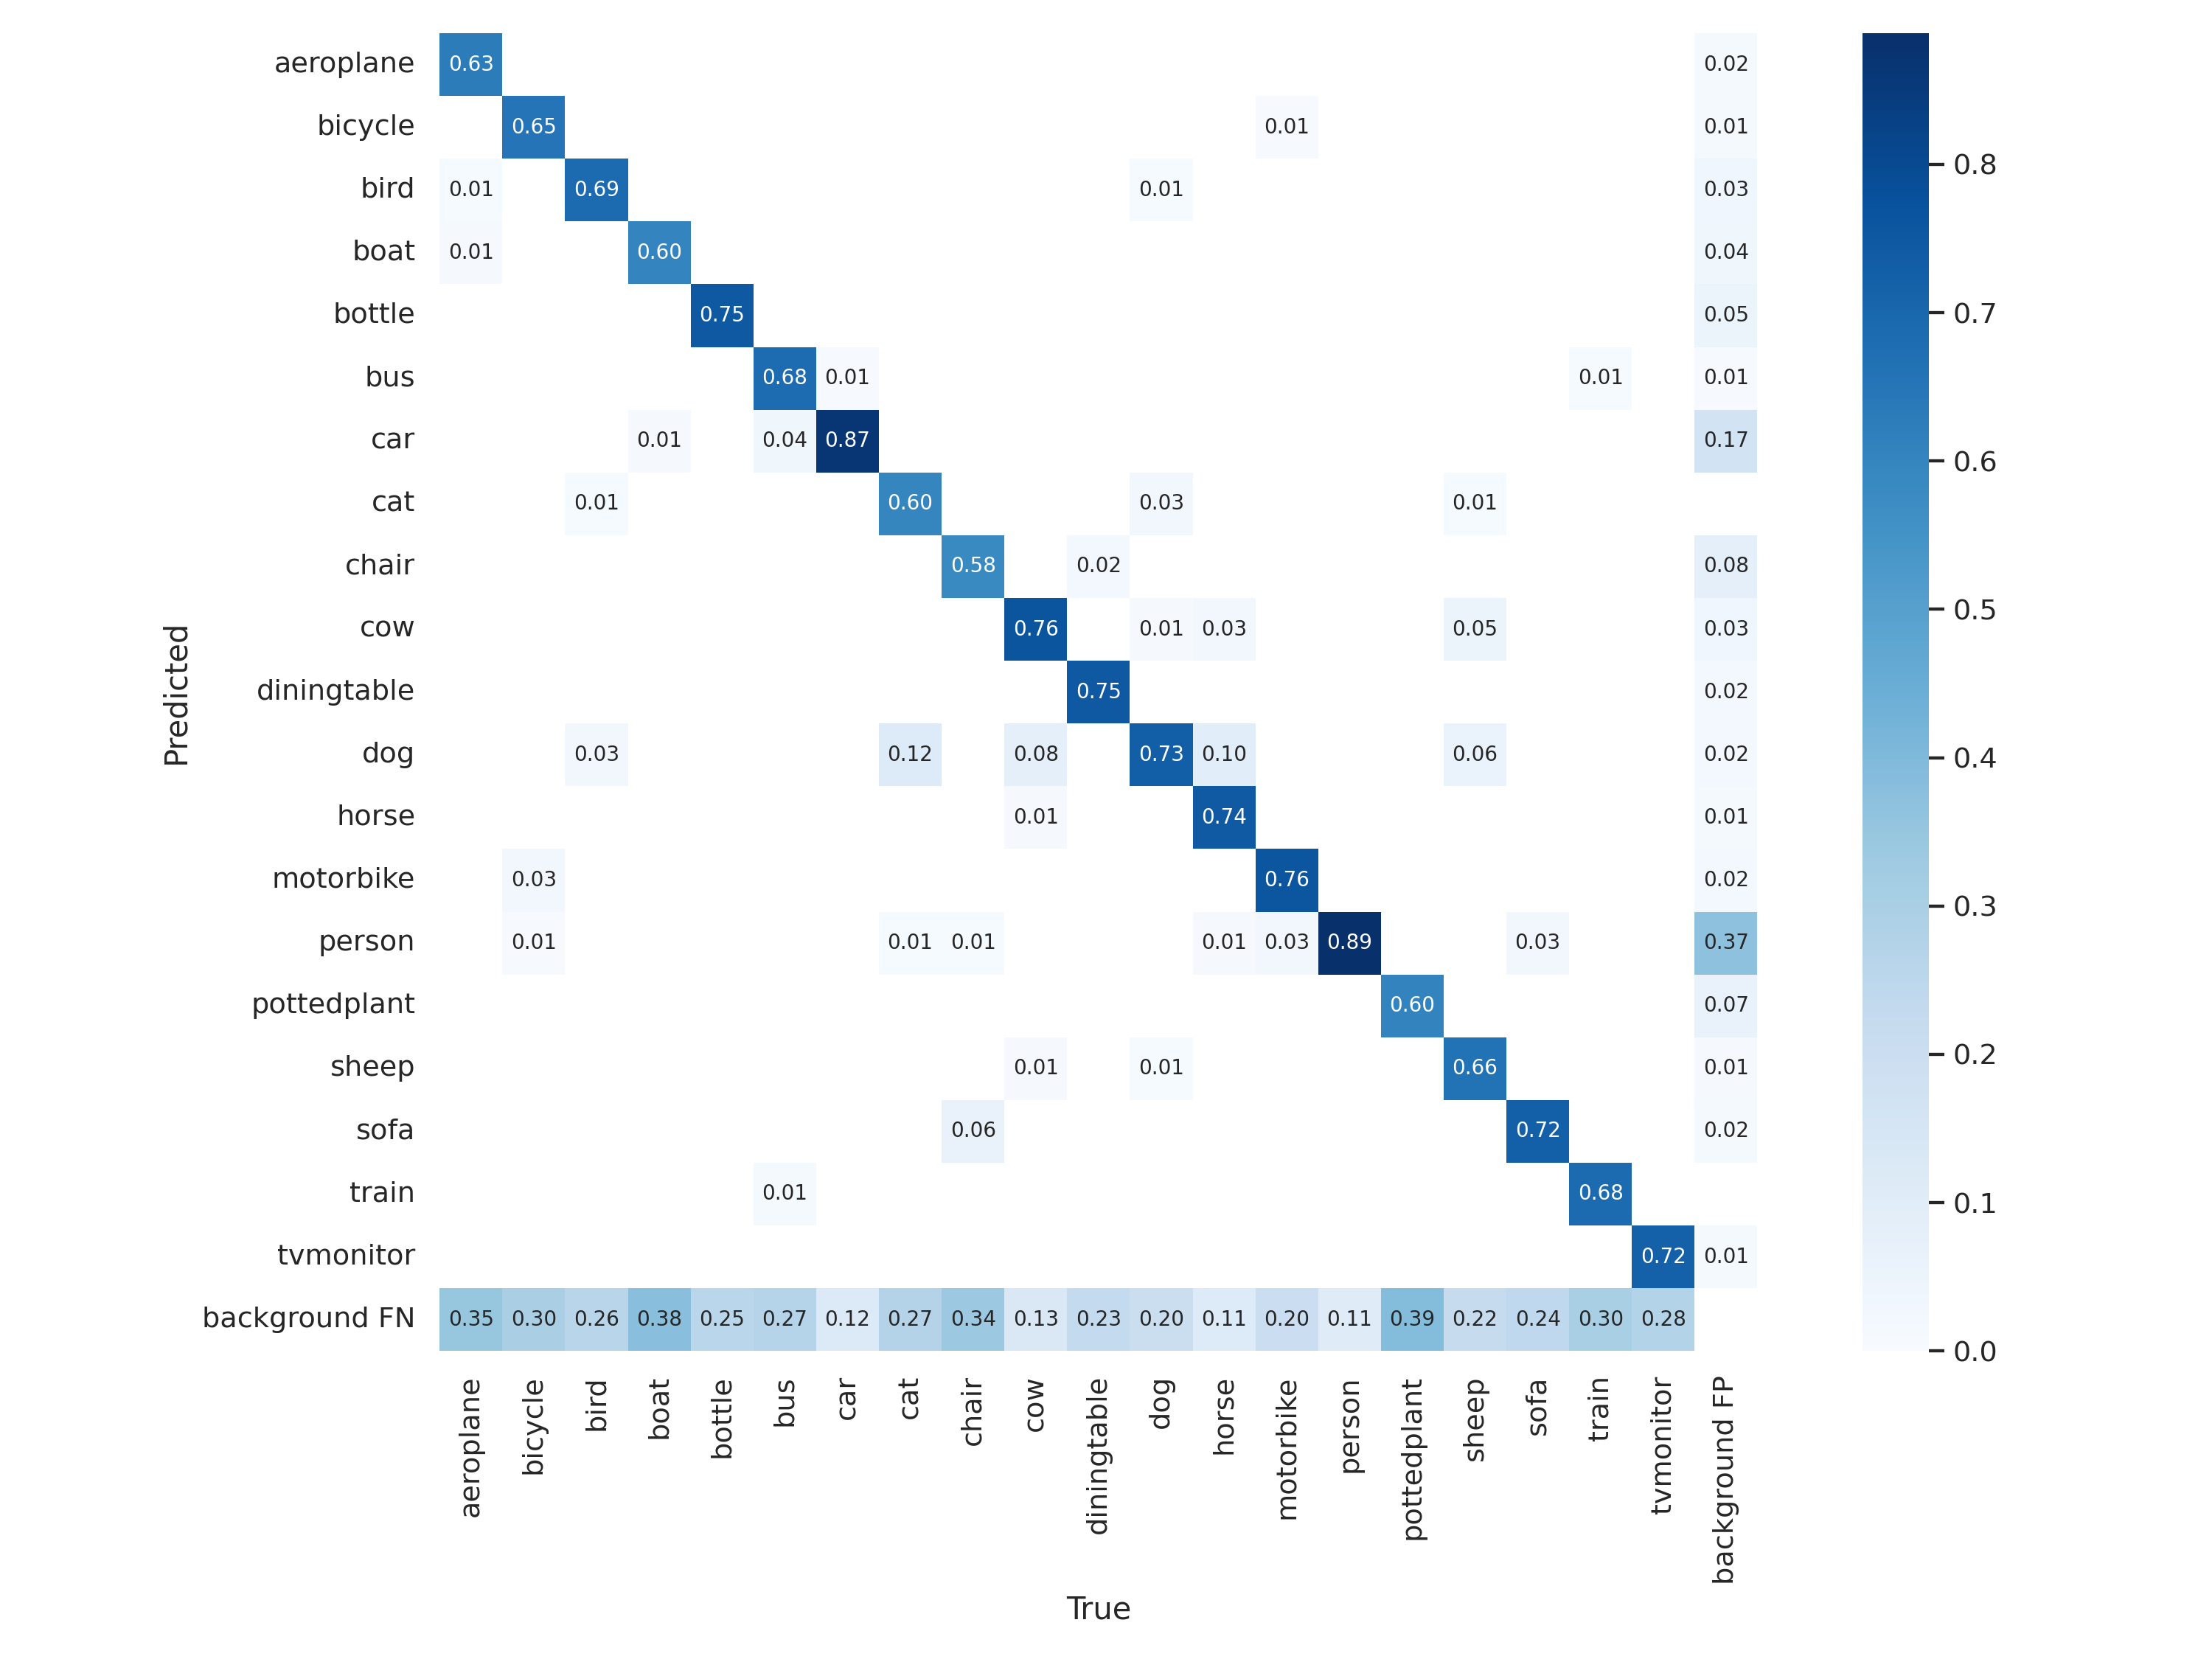 aeroplane 0.63 0.02
bicycle 0.65 0.01 0.01
bird 0.01 0.69 0.01 0.03
boat 0.01 0.60 0.04
bottle 0.75 0.05
bus 0.68 0.01 0.01 0.01
car 0.01 0.04 0.87 0.17
cat 0.01 0.60 0.03 0.01
chair 0.58 0.02 0.08
cow 0.76 0.01 0.03 0.05 0.03
diningtable 0.75 0.02
dog 0.03 0.12 0.08 0.73 0.10 0.06 0.02
horse 0.01 0.74 0.01
motorbike 0.03 0.76 0.02
person 0.01 0.01 0.01 0.01 0.03 0.89 0.03 0.37
pottedplant 0.60 0.07
sheep 0.01 0.01 0.66 0.01
sofa 0.06 0.72 0.02
train 0.01 0.68
tvmonitor 0.72 0.01
background FN 0.35 0.30 0.26 0.38 0.25 0.27 0.12 0.27 0.34 0.13 0.23 0.20 0.11 0.20 0.11 0.39 0.22 0.24 0.30 0.28
Predicted
aeroplane
bicycle
bird
boat
bottle
bus
car
cat
chair
cow
diningtable
dog
horse
motorbike
person
pottedplant
sheep
sofa
train
tvmonitor
background FP
True
0.8
0.7
0.6
0.5
0.4
0.3
0.2
0.1
0.0